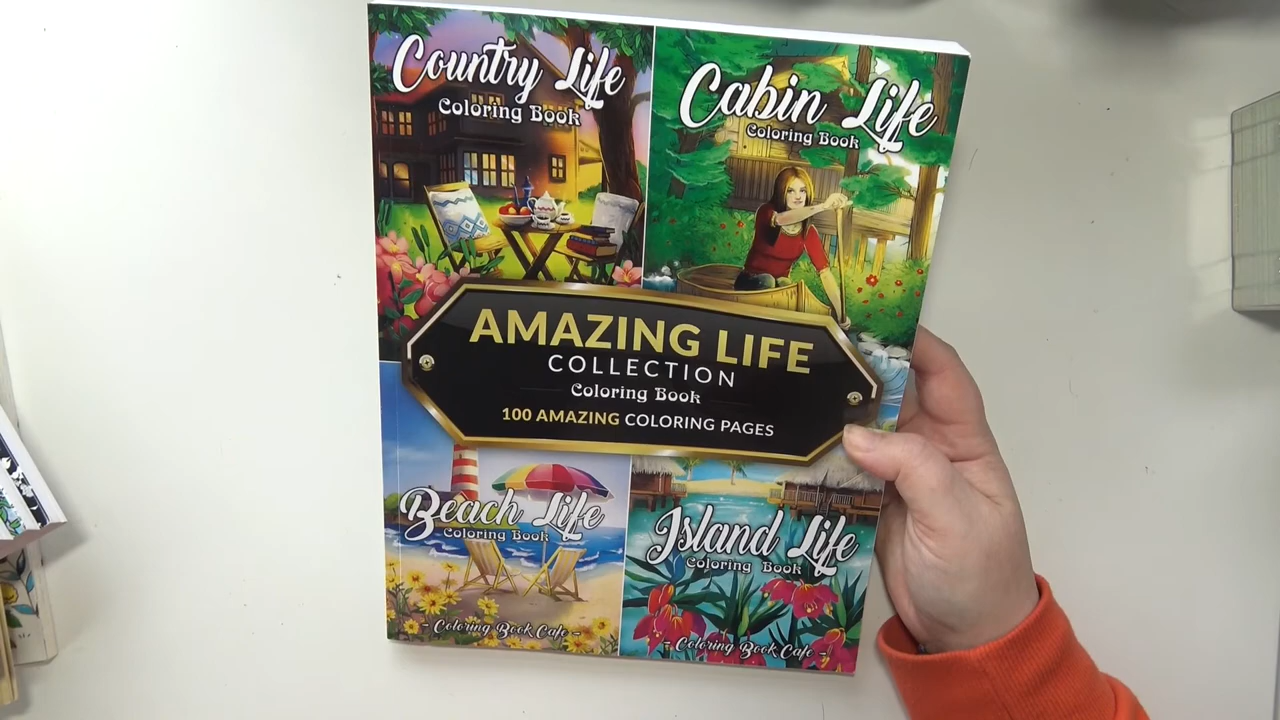 Country Life
Coloring Book
Cabin Life
Coloring Book
AMAZING LIFE
COLLECTION
Coloring Book
100 AMAZING COLORING PAGES
Beach Life
Coloring Book
- Coloring Book Cafe -
Island Life
Coloring Book
- Coloring Book Cafe -